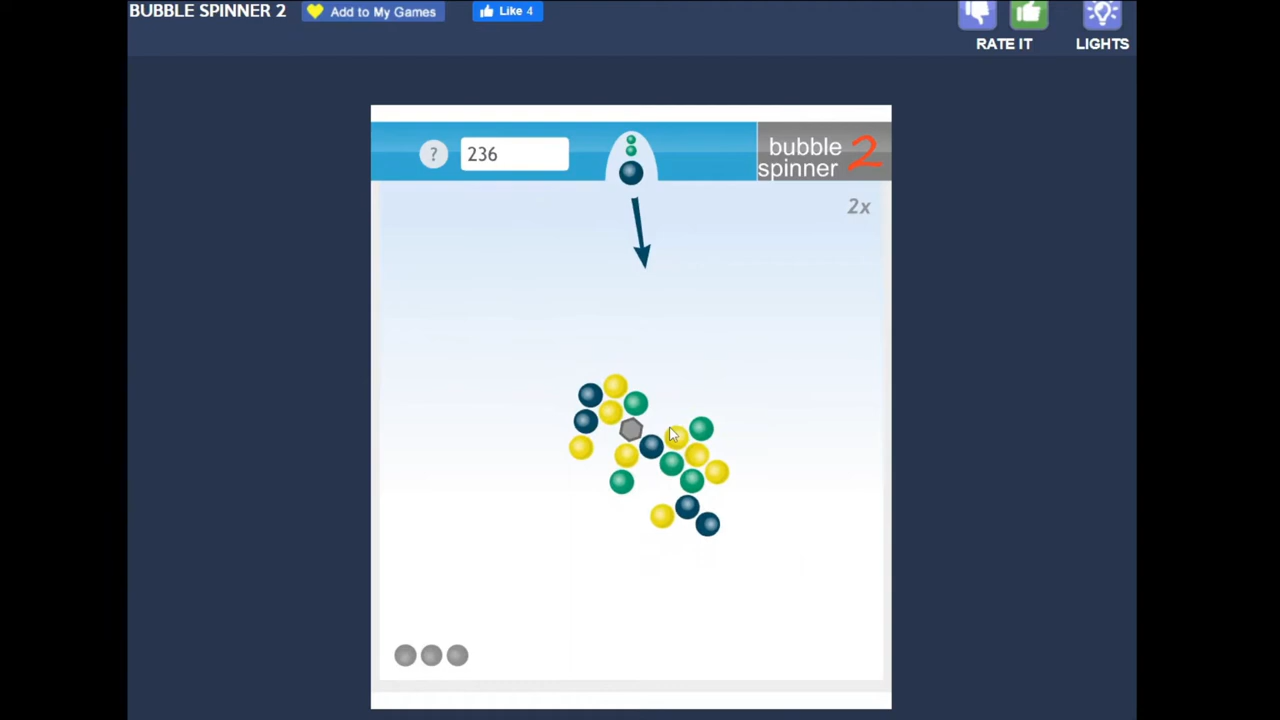 BUBBLE SPINNER 2
Add to My Games
Like 4
RATE IT
LIGHTS
?
236
bubble
spinner 2
2x